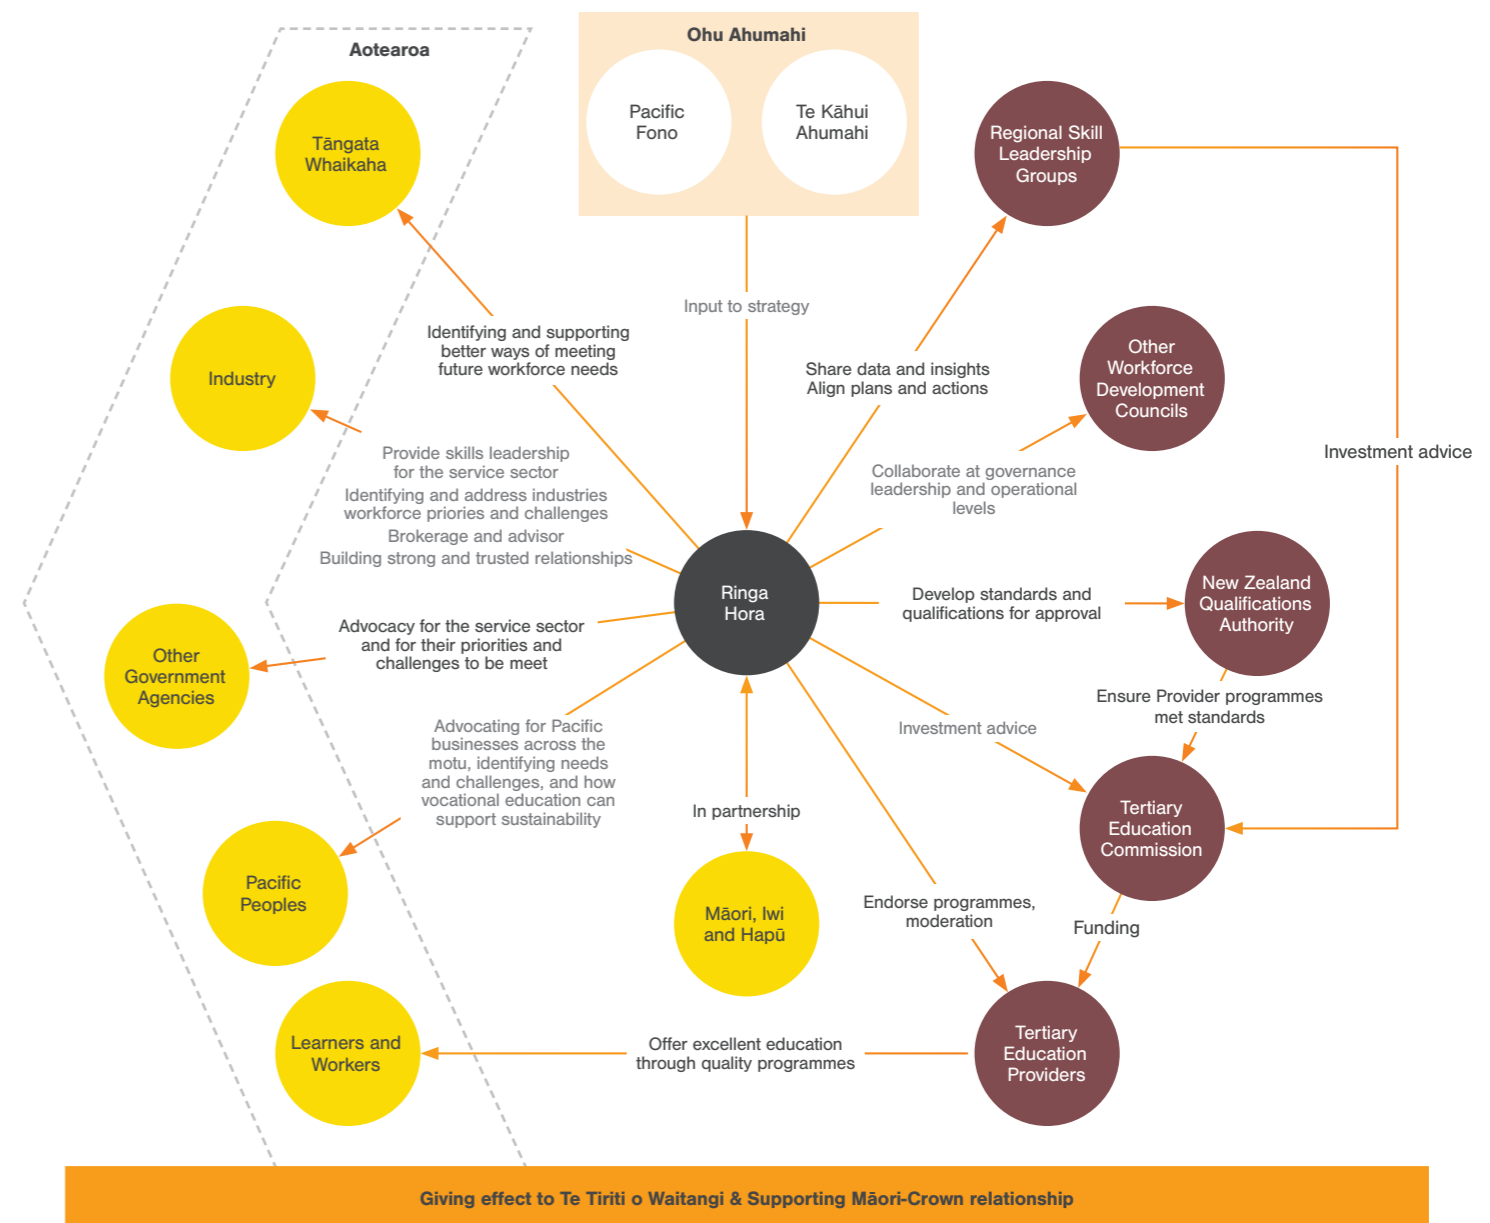 Aotearoa
Ohu Ahumahi
Pacific
Fono
Te Kāhui
Ahumahi
Tāngata
Whaikaha
Regional Skill
Leadership
Groups
Input to strategy
Identifying and supporting
better ways of meeting
future workforce needs
Share data and insights
Align plans and actions
Industry
Other
Workforce
Development
Councils
Investment advice
Provide skills leadership
for the service sector
Identifying and address industries
workforce priories and challenges
Brokerage and advisor
Building strong and trusted relationships
Collaborate at governance
leadership and operational
levels
Ringa
Hora
Develop standards and
qualifications for approval
New Zealand
Qualifications
Authority
Advocacy for the service sector
and for their priorities and
challenges to be meet
Other
Government
Agencies
Ensure Provider programmes
met standards
Advocating for Pacific
businesses across the
motu, identifying needs
and challenges, and how
vocational education can
support sustainability
Investment advice
In partnership
Tertiary
Education
Commission
Pacific
Peoples
Māori, Iwi
and Hapū
Endorse programmes,
moderation
Funding
Learners and
Workers
Offer excellent education
through quality programmes
Tertiary
Education
Providers
Giving effect to Te Tiriti o Waitangi & Supporting Māori-Crown relationship